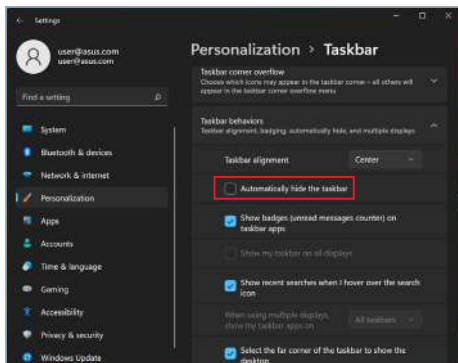 Settings
user@asus.com
user@asus.com
Find a setting
System
Bluetooth & devices
Network & internet
Personalization
Apps
Accounts
Time & language
Gaming
Accessibility
Privacy & security
Windows Update
Personalization > Taskbar
Taskbar corner overflow
Choose which icons may appear in the taskbar corner – all others will
appear in the taskbar corner overflow menu
Taskbar behaviors
Taskbar alignment, badging, automatically hide, and multiple displays
Taskbar alignment
Center
Automatically hide the taskbar
Show badges (unread messages counter) on
taskbar apps
Show my taskbar on all displays
Show recent searches when I hover over the search
icon
When using multiple displays,
show my taskbar apps on
All taskbars
Select the far corner of the taskbar to show the
desktop